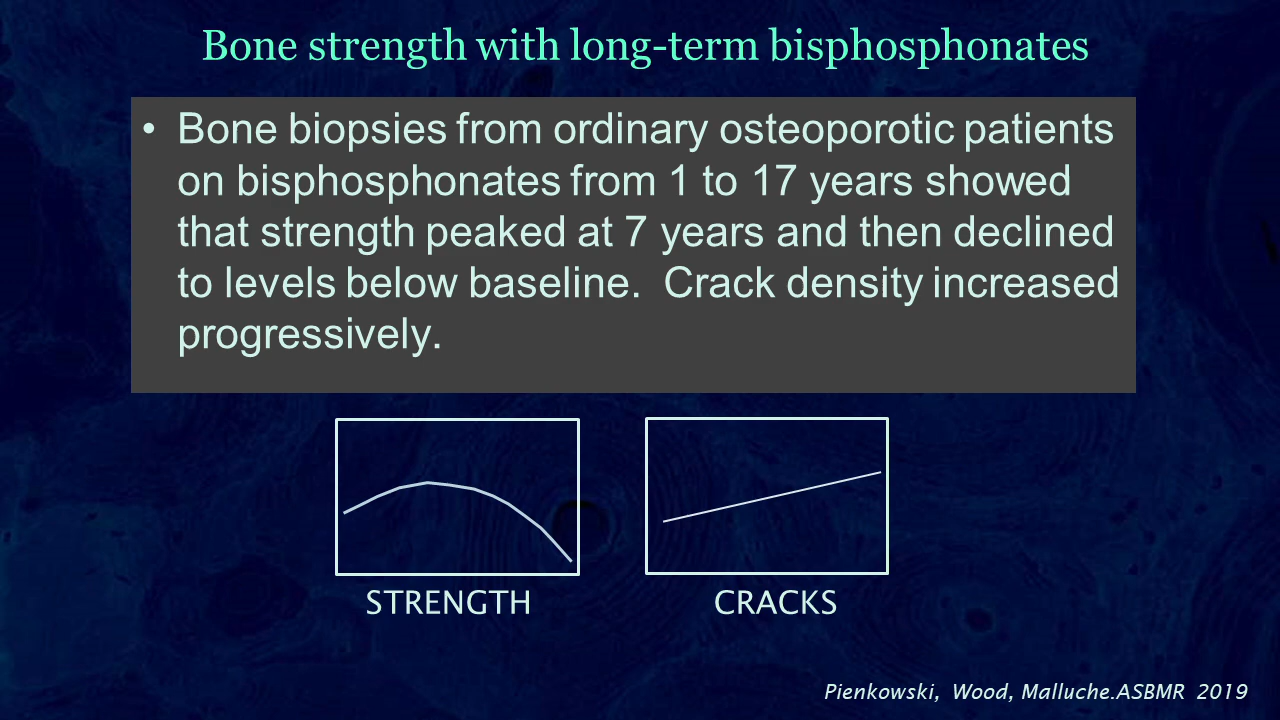 Bone strength with long-term bisphosphonates
• Bone biopsies from ordinary osteoporotic patients
on bisphosphonates from 1 to 17 years showed
that strength peaked at 7 years and then declined
to levels below baseline.  Crack density increased
progressively.
STRENGTH
CRACKS
Pienkowski, Wood, Malluche.ASBMR 2019